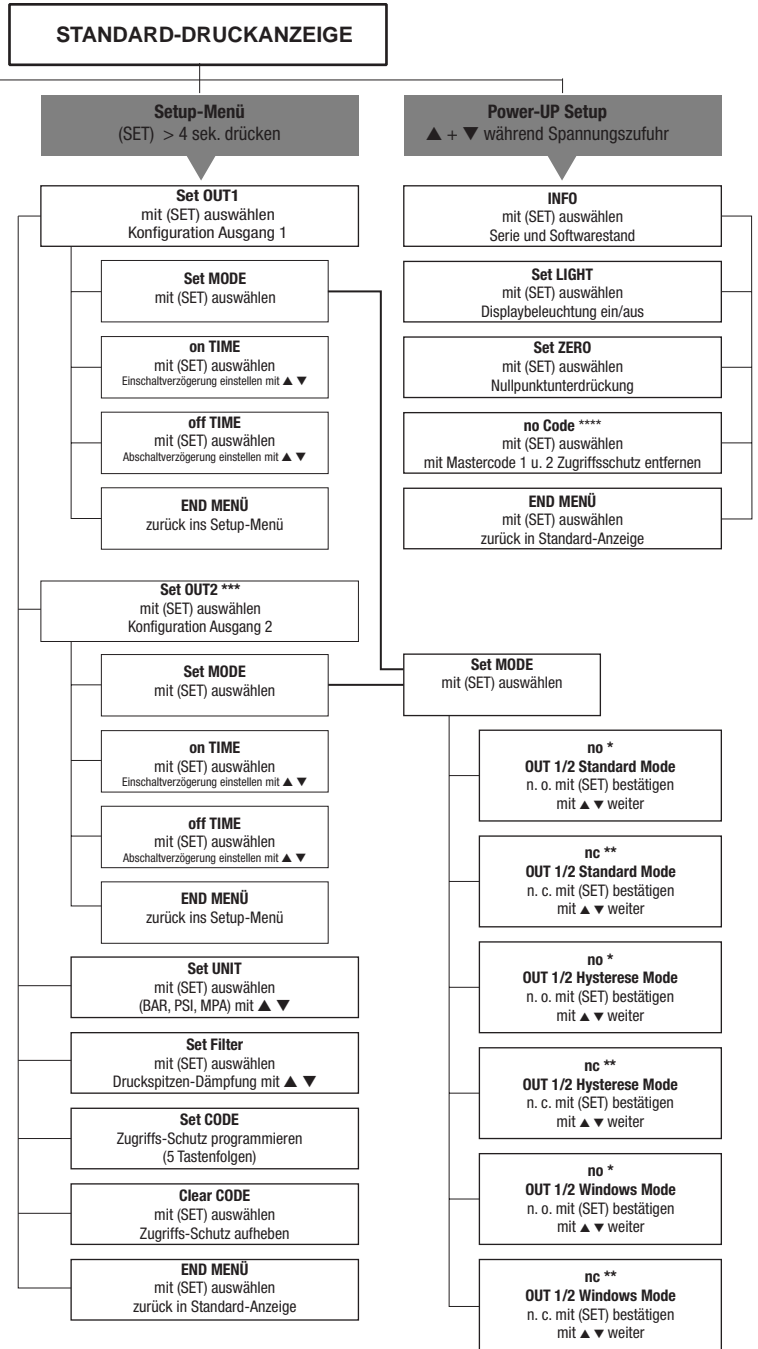 STANDARD-DRUCKANZEIGE
Setup-Menü
(SET) > 4 sek. drücken
Set OUT1
mit (SET) auswählen
Konfiguration Ausgang 1
Set MODE
mit (SET) auswählen
on TIME
mit (SET) auswählen
Einschaltverzögerung einstellen mit ▲ ▼
off TIME
mit (SET) auswählen
Abschaltverzögerung einstellen mit ▲ ▼
END MENÜ
zurück ins Setup-Menü
Set OUT2 ***
mit (SET) auswählen
Konfiguration Ausgang 2
Set MODE
mit (SET) auswählen
on TIME
mit (SET) auswählen
Einschaltverzögerung einstellen mit ▲ ▼
off TIME
mit (SET) auswählen
Abschaltverzögerung einstellen mit ▲ ▼
END MENÜ
zurück ins Setup-Menü
Set UNIT
mit (SET) auswählen
(BAR, PSI, MPA) mit ▲ ▼
Set Filter
mit (SET) auswählen
Druckspitzen-Dämpfung mit ▲ ▼
Set CODE
Zugriffs-Schutz programmieren
(5 Tastenfolgen)
Clear CODE
mit (SET) auswählen
Zugriffs-Schutz aufheben
END MENÜ
mit (SET) auswählen
zurück in Standard-Anzeige
Power-UP Setup
▲ + ▼ während Spannungszufuhr
INFO
mit (SET) auswählen
Serie und Softwarestand
Set LIGHT
mit (SET) auswählen
Displaybeleuchtung ein/aus
Set ZERO
mit (SET) auswählen
Nullpunktunterdrückung
no Code ****
mit (SET) auswählen
mit Mastercode 1 u. 2 Zugriffsschutz entfernen
END MENÜ
mit (SET) auswählen
zurück in Standard-Anzeige
Set MODE
mit (SET) auswählen
no *
OUT 1/2 Standard Mode
n. o. mit (SET) bestätigen
mit ▲ ▼ weiter
nc **
OUT 1/2 Standard Mode
n. c. mit (SET) bestätigen
mit ▲ ▼ weiter
no *
OUT 1/2 Hysterese Mode
n. o. mit (SET) bestätigen
mit ▲ ▼ weiter
nc **
OUT 1/2 Hysterese Mode
n. c. mit (SET) bestätigen
mit ▲ ▼ weiter
no *
OUT 1/2 Windows Mode
n. o. mit (SET) bestätigen
mit ▲ ▼ weiter
nc **
OUT 1/2 Windows Mode
n. c. mit (SET) bestätigen
mit ▲ ▼ weiter